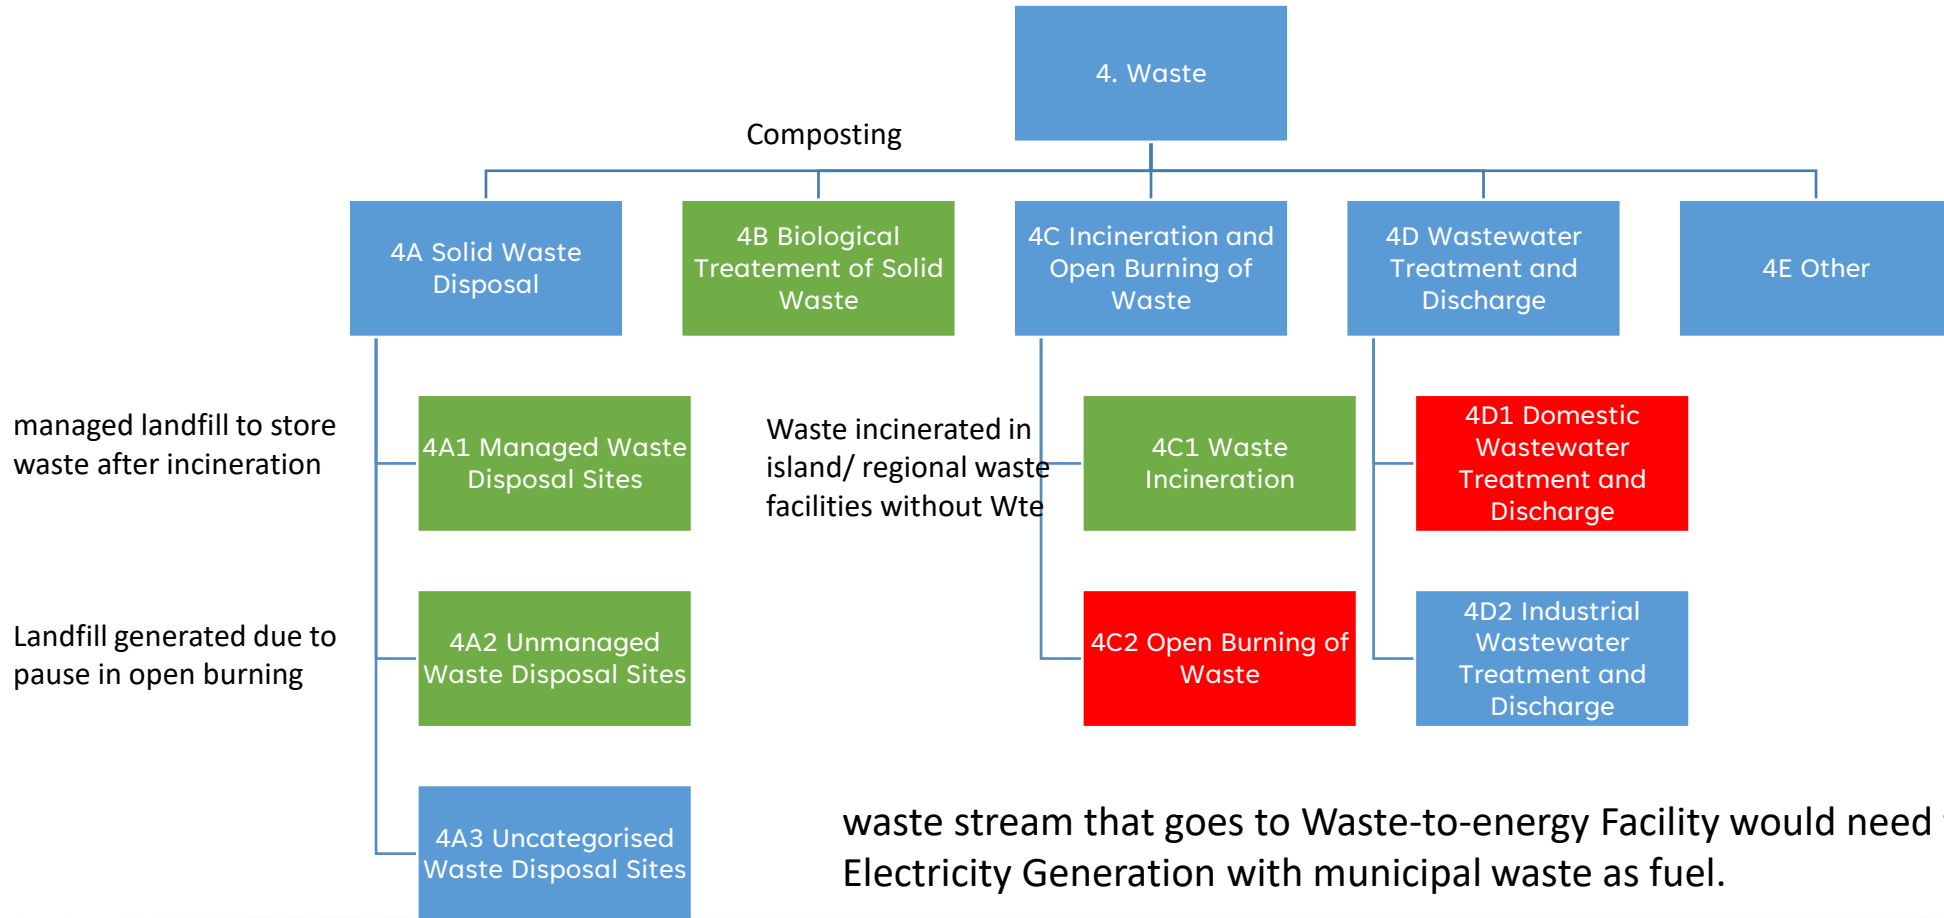 4. Waste
Composting
4A Solid Waste
Disposal
4B Biological
Treatement of Solid
Waste
4C Incineration and
Open Burning of
Waste
4D Wastewater
Treatment and
Discharge
4E Other
managed landfill to store
waste after incineration
4A1 Managed Waste
Disposal Sites
Waste incinerated in
island/ regional waste
facilities without Wte
4C1 Waste
Incineration
4D1 Domestic
Wastewater
Treatment and
Discharge
Landfill generated due to
pause in open burning
4A2 Unmanaged
Waste Disposal Sites
4C2 Open Burning of
Waste
4D2 Industrial
Wastewater
Treatment and
Discharge
4A3 Uncategorised
Waste Disposal Sites
waste stream that goes to Waste-to-energy Facility would need
Electricity Generation with municipal waste as fuel.